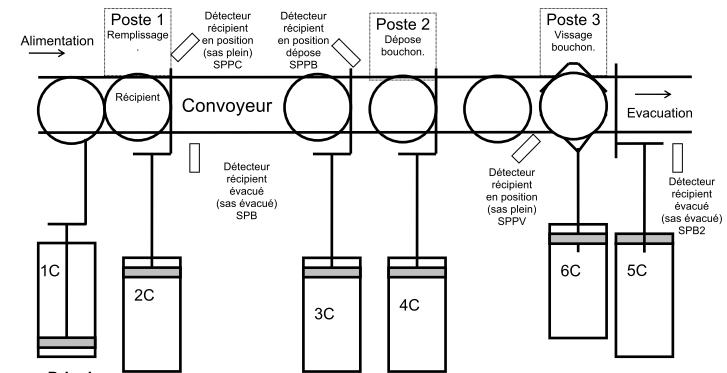 Alimentation
Poste 1
Remplissage
.
Détecteur
récipient
en position
(sas plein)
SPPC
Détecteur
récipient
en position
dépose
SPPB
Poste 2
Dépose
bouchon.
Poste 3
Vissage
bouchon.
Récipient
Convoyeur
Evacuation
Détecteur
récipient
évacué
(sas évacué)
SPB
Détecteur
récipient
en position
(sas plein)
SPPV
Détecteur
récipient
évacué
(sas évacué)
SPB2
1C
2C
3C
4C
6C
5C